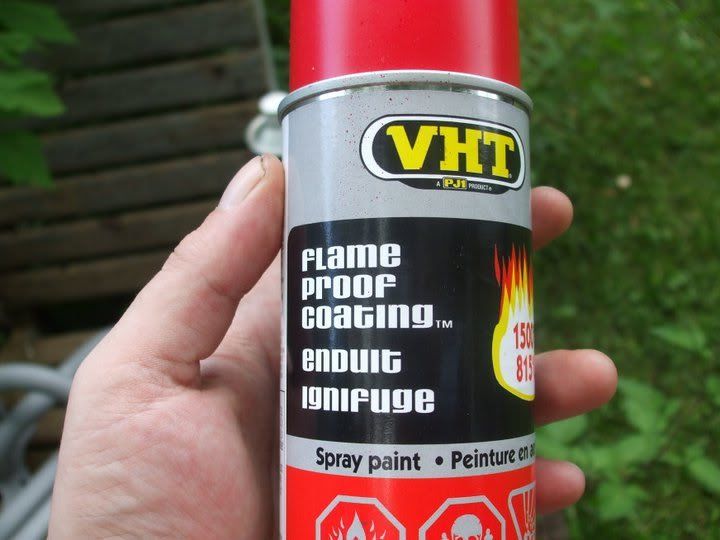 VHT
A PJ1 PRODUCT
flame
proof
coating™
enduit
ignifuge
Spray paint • Peinture en